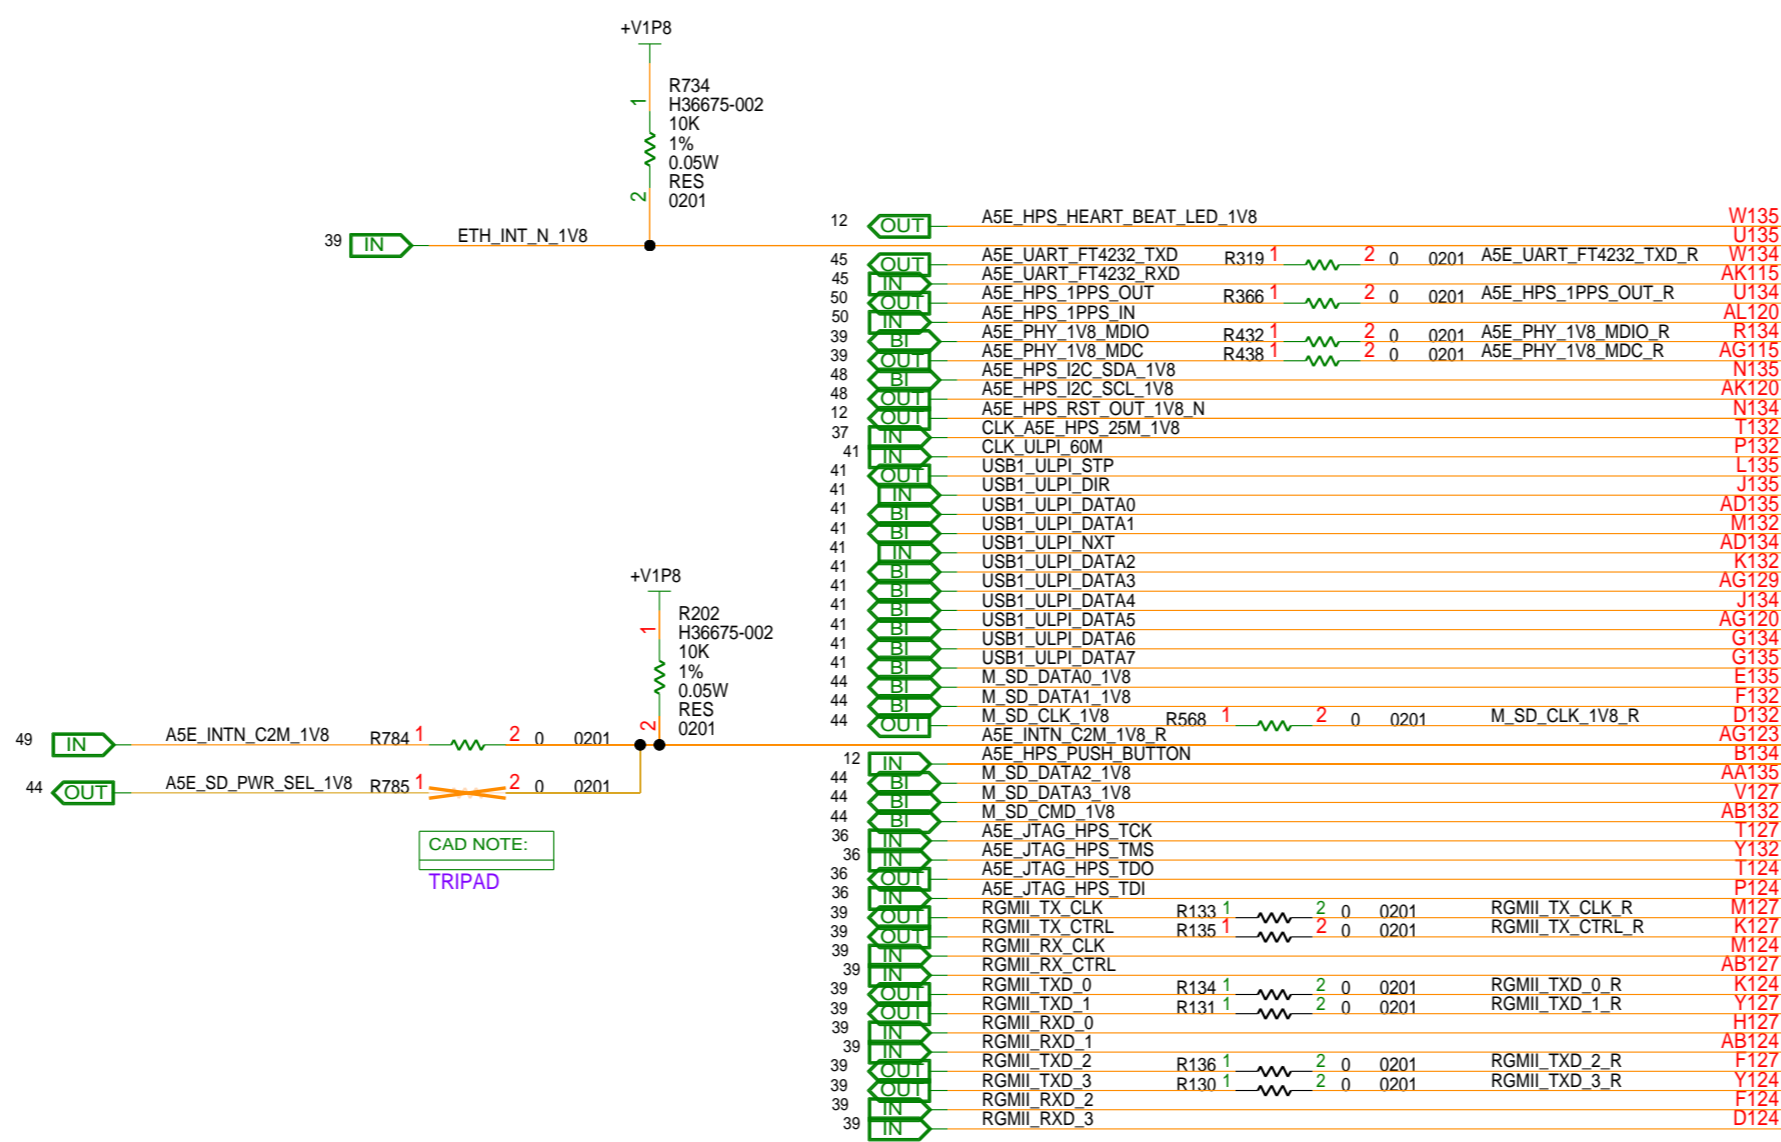 +V1P8
R734
H36675-002
10K
1%
0.05W
RES
0201
1
2
39 IN ETH_INT_N_1V8
12 OUT A5E_HPS_HEART_BEAT_LED_1V8 W135
U135
45 OUT A5E_UART_FT4232_TXD R319 1 2 0 0201 A5E_UART_FT4232_TXD_R W134
45 IN A5E_UART_FT4232_RXD AK115
50 OUT A5E_HPS_1PPS_OUT R366 1 2 0 0201 A5E_HPS_1PPS_OUT_R U134
50 IN A5E_HPS_1PPS_IN AL120
39 BI A5E_PHY_1V8_MDIO R432 1 2 0 0201 A5E_PHY_1V8_MDIO_R R134
39 OUT A5E_PHY_1V8_MDC R438 1 2 0 0201 A5E_PHY_1V8_MDC_R AG115
48 BI A5E_HPS_I2C_SDA_1V8 N135
48 OUT A5E_HPS_I2C_SCL_1V8 AK120
12 OUT A5E_HPS_RST_OUT_1V8_N N134
37 IN CLK_A5E_HPS_25M_1V8 T132
41 IN CLK_ULPI_60M P132
41 OUT USB1_ULPI_STP L135
41 IN USB1_ULPI_DIR J135
41 BI USB1_ULPI_DATA0 AD135
41 BI USB1_ULPI_DATA1 M132
41 IN USB1_ULPI_NXT AD134
41 BI USB1_ULPI_DATA2 K132
41 BI USB1_ULPI_DATA3 AG129
41 BI USB1_ULPI_DATA4 J134
41 BI USB1_ULPI_DATA5 AG120
41 BI USB1_ULPI_DATA6 G134
41 BI USB1_ULPI_DATA7 G135
44 BI M_SD_DATA0_1V8 E135
44 BI M_SD_DATA1_1V8 F132
44 OUT M_SD_CLK_1V8 R568 1 2 0 0201 M_SD_CLK_1V8_R D132
+V1P8
R202
H36675-002
10K
1%
0.05W
RES
0201
1
2
49 IN A5E_INTN_C2M_1V8 R784 1 2 0 0201 A5E_INTN_C2M_1V8_R AG123
12 IN A5E_HPS_PUSH_BUTTON B134
44 BI M_SD_DATA2_1V8 AA135
44 OUT A5E_SD_PWR_SEL_1V8 R785 1 2 0 0201
44 BI M_SD_DATA3_1V8 V127
44 BI M_SD_CMD_1V8 AB132
CAD NOTE:
TRIPAD
36 IN A5E_JTAG_HPS_TCK T127
36 IN A5E_JTAG_HPS_TMS Y132
36 OUT A5E_JTAG_HPS_TDO T124
36 IN A5E_JTAG_HPS_TDI P124
39 OUT RGMII_TX_CLK R133 1 2 0 0201 RGMII_TX_CLK_R M127
39 OUT RGMII_TX_CTRL R135 1 2 0 0201 RGMII_TX_CTRL_R K127
39 IN RGMII_RX_CLK M124
39 IN RGMII_RX_CTRL AB127
39 OUT RGMII_TXD_0 R134 1 2 0 0201 RGMII_TXD_0_R K124
39 OUT RGMII_TXD_1 R131 1 2 0 0201 RGMII_TXD_1_R Y127
39 IN RGMII_RXD_0 H127
39 IN RGMII_RXD_1 AB124
39 OUT RGMII_TXD_2 R136 1 2 0 0201 RGMII_TXD_2_R F127
39 OUT RGMII_TXD_3 R130 1 2 0 0201 RGMII_TXD_3_R Y124
39 IN RGMII_RXD_2 F124
39 IN RGMII_RXD_3 D124